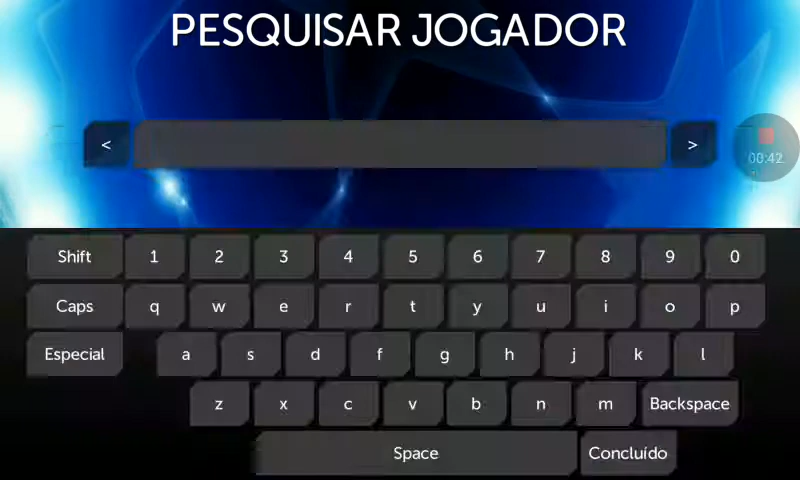 PESQUISAR JOGADOR
< >
00:42
Shift 1 2 3 4 5 6 7 8 9 0
Caps q w e r t y u i o p
Especial a s d f g h j k l
z x c v b n m Backspace
Space Concluído